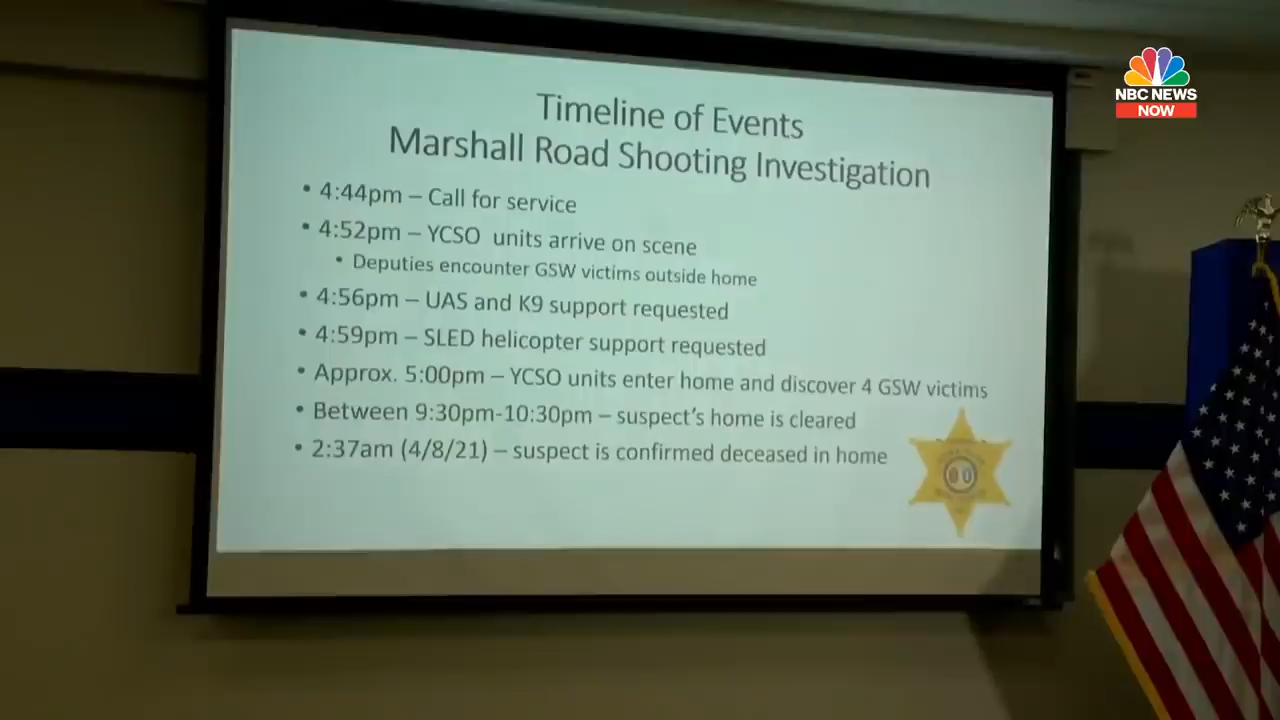 NBC NEWS
NOW
Timeline of Events
Marshall Road Shooting Investigation
• 4:44pm – Call for service
• 4:52pm – YCSO units arrive on scene
• Deputies encounter GSW victims outside home
• 4:56pm – UAS and K9 support requested
• 4:59pm – SLED helicopter support requested
• Approx. 5:00pm – YCSO units enter home and discover 4 GSW victims
• Between 9:30pm-10:30pm – suspect's home is cleared
• 2:37am (4/8/21) – suspect is confirmed deceased in home